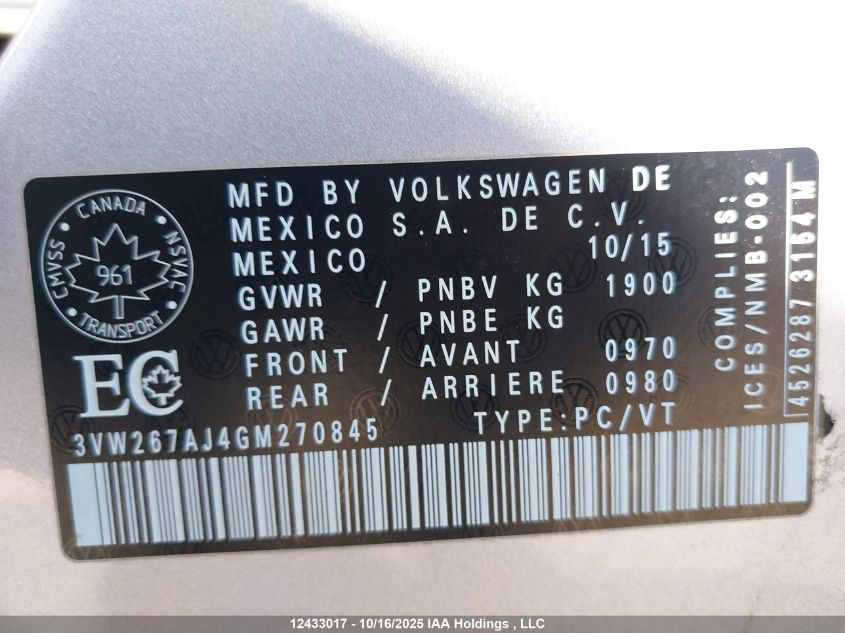 CANADA
CMVSS
NSVAC
961
TRANSPORT
EC
MFD BY VOLKSWAGEN DE
MEXICO S.A. DE C.V.
MEXICO 10/15
GVWR / PNBV KG 1900
GAWR / PNBE KG
FRONT / AVANT 0970
REAR / ARRIERE 0980
3VW267AJ4GM270845 TYPE:PC/VT
COMPLIES:
ICES/NMB-002
4526287 3154 M
12433017 - 10/16/2025 IAA Holdings , LLC